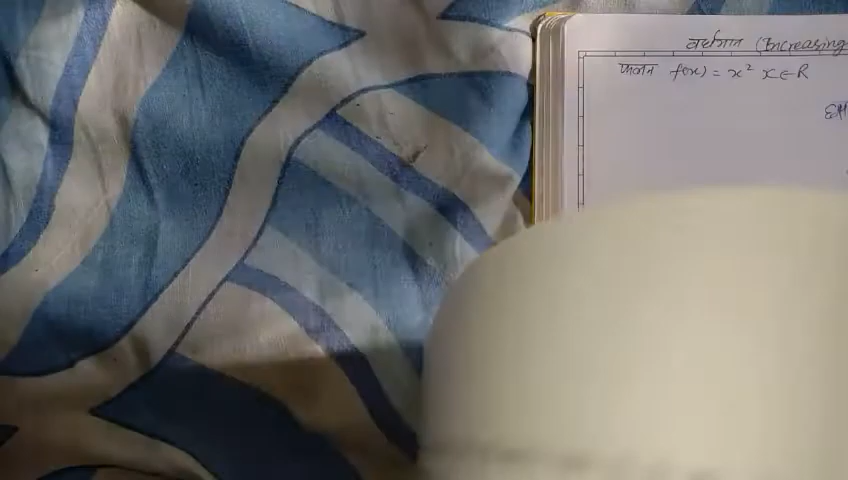 वर्धमान (Increasing
फलन f(x) = x² x∈R